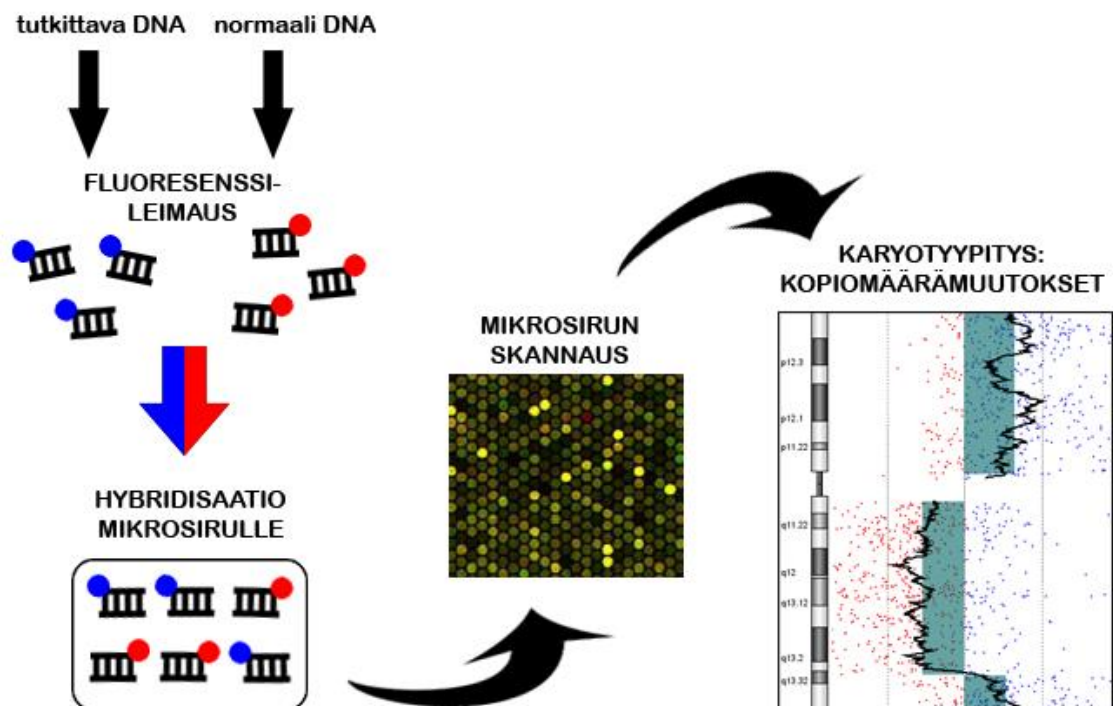 tutkittava DNA
normaali DNA
FLUORESENSSI-
LEIMAUS
HYBRIDISAATIO
MIKROSIRULLE
MIKROSIRUN
SKANNAUS
KARYOTYYPITYS:
KOPIOMÄÄRÄMUUTOKSET
p12.3
p12.1
p11.22
q11.22
q12
q13.12
q13.2
q13.32